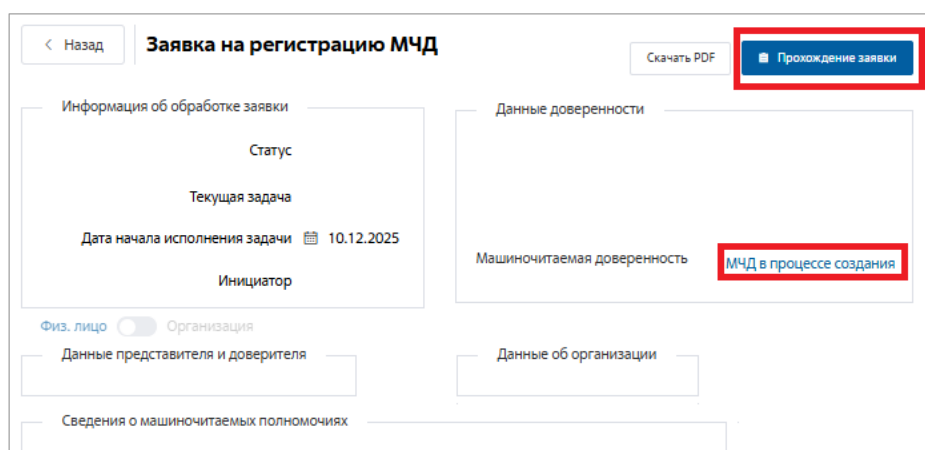 Назад
Заявка на регистрацию МЧД
Скачать PDF
Прохождение заявки
Информация об обработке заявки
Статус
Текущая задача
Дата начала исполнения задачи 10.12.2025
Инициатор
Данные доверенности
Машиночитаемая доверенность МЧД в процессе создания
Физ. лицо Организация
Данные представителя и доверителя
Данные об организации
Сведения о машиночитаемых полномочиях